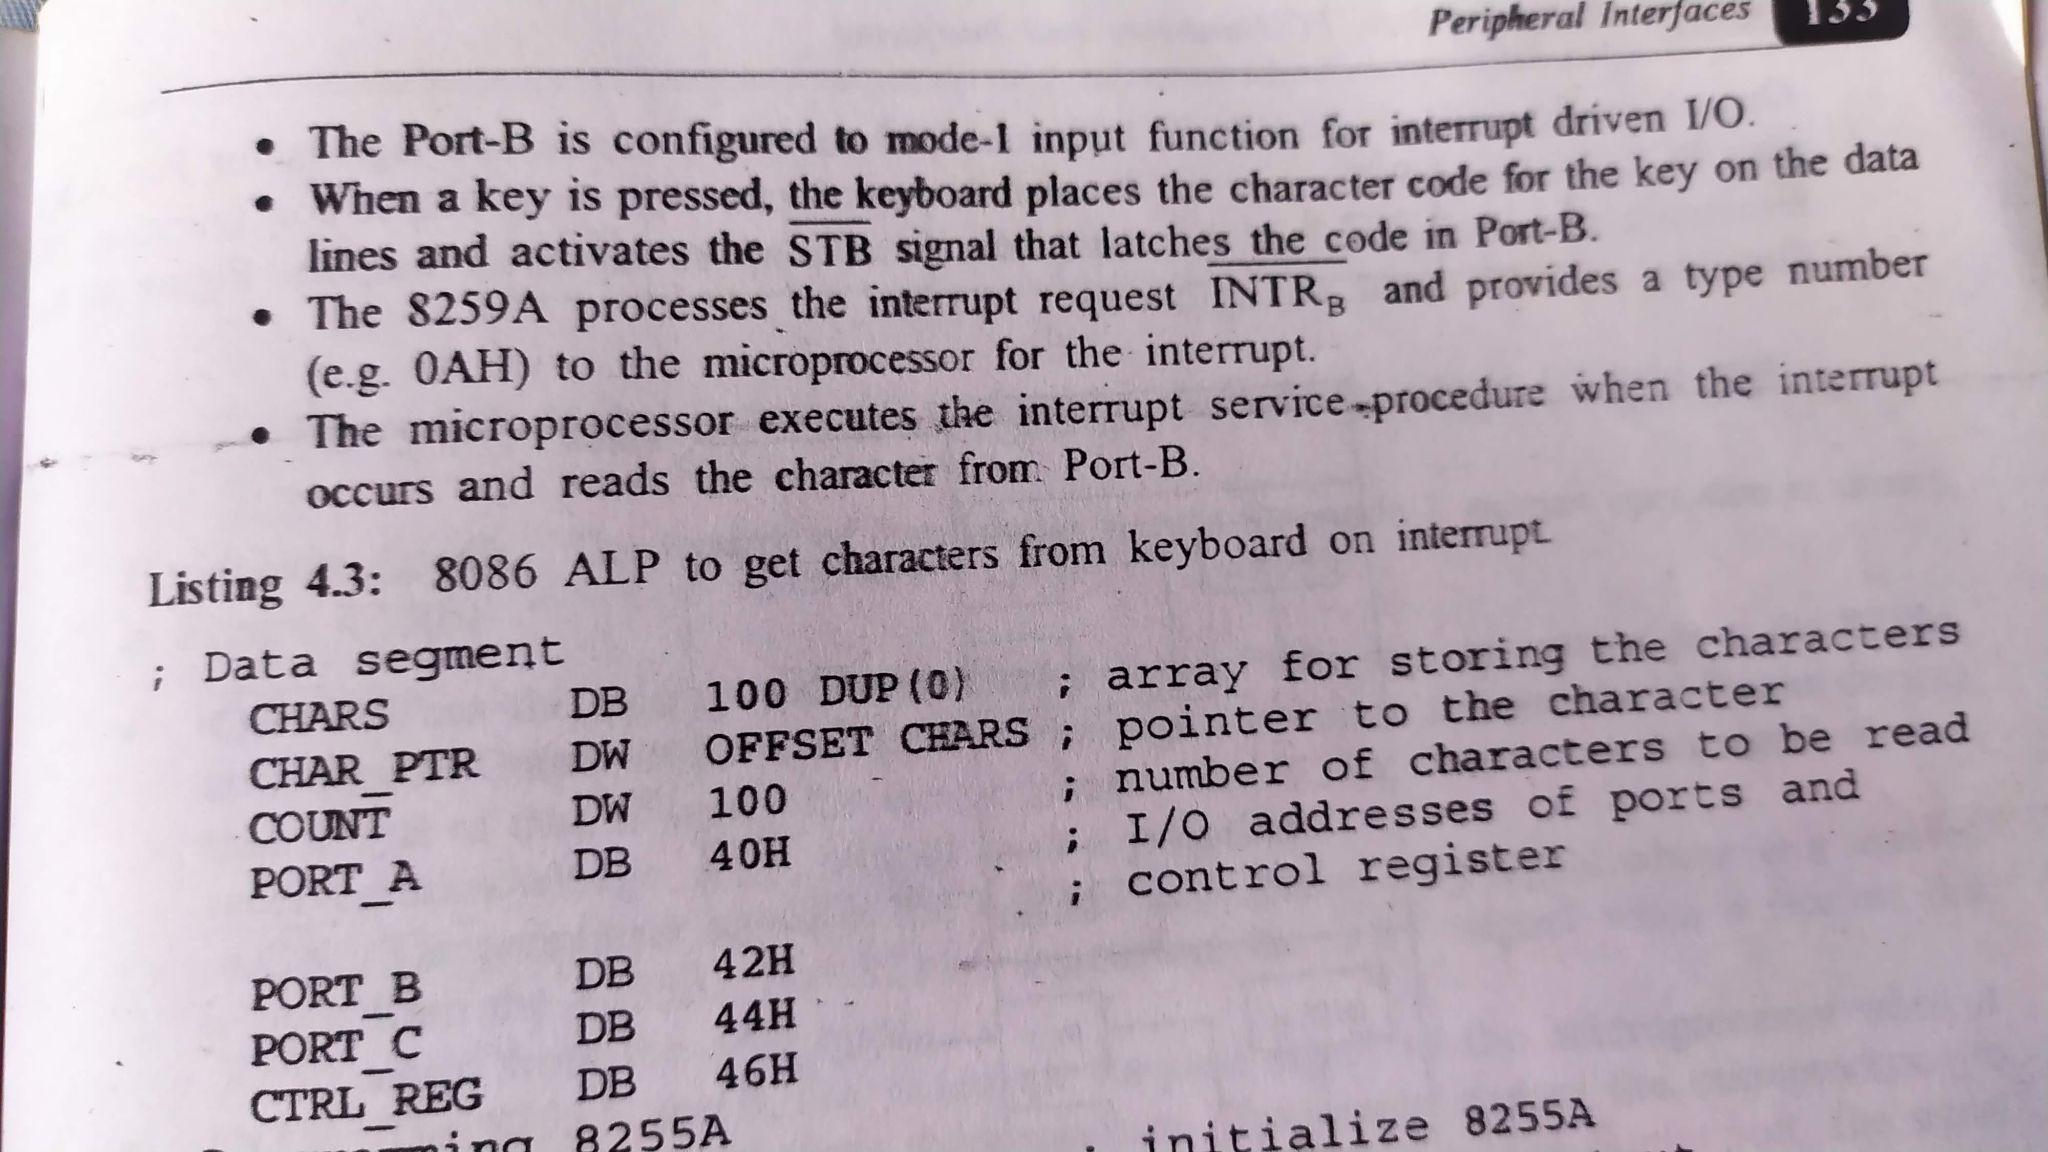 Peripheral Interfaces
• The Port-B is configured to mode-1 input function for interrupt driven I/O.
• When a key is pressed, the keyboard places the character code for the key on the data
lines and activates the STB signal that latches the code in Port-B.
• The 8259A processes the interrupt request INTRB and provides a type number
(e.g. 0AH) to the microprocessor for the interrupt.
• The microprocessor executes the interrupt service procedure when the interrupt
occurs and reads the character from Port-B.
Listing 4.3: 8086 ALP to get characters from keyboard on interrupt
; Data segment
CHARS DB 100 DUP(0) ; array for storing the characters
CHAR_PTR DW OFFSET CHARS ; pointer to the character
COUNT DW 100 ; number of characters to be read
PORT_A DB 40H ; I/O addresses of ports and
; control register
PORT_B DB 42H
PORT_C DB 44H
CTRL_REG DB 46H
8255A ; initialize 8255A